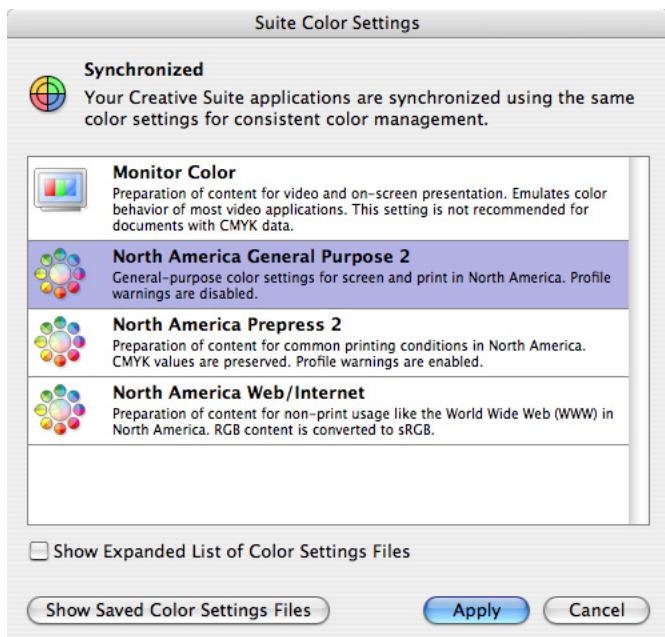 Suite Color Settings
Synchronized
Your Creative Suite applications are synchronized using the same
color settings for consistent color management.
Monitor Color
Preparation of content for video and on-screen presentation. Emulates color
behavior of most video applications. This setting is not recommended for
documents with CMYK data.
North America General Purpose 2
General-purpose color settings for screen and print in North America. Profile
warnings are disabled.
North America Prepress 2
Preparation of content for common printing conditions in North America.
CMYK values are preserved. Profile warnings are enabled.
North America Web/Internet
Preparation of content for non-print usage like the World Wide Web (WWW) in
North America. RGB content is converted to sRGB.
Show Expanded List of Color Settings Files
Show Saved Color Settings Files Apply Cancel